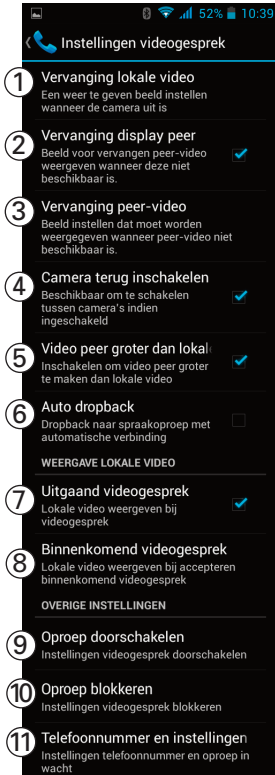 52% 10:39
Instellingen videogesprek
1 Vervanging lokale video
Een weer te geven beeld instellen
wanneer de camera uit is
2 Vervanging display peer
Beeld voor vervangen peer-video
weergeven wanneer deze niet
beschikbaar is.
3 Vervanging peer-video
Beeld instellen dat moet worden
weergegeven wanneer peer-video niet
beschikbaar is.
4 Camera terug inschakelen
Beschikbaar om te schakelen
tussen camera's indien
ingeschakeld
5 Video peer groter dan lokal
Inschakelen om video peer groter
te maken dan lokale video
6 Auto dropback
Dropback naar spraakoproep met
automatische verbinding
WEERGAVE LOKALE VIDEO
7 Uitgaand videogesprek
Lokale video weergeven bij
videogesprek
8 Binnenkomend videogesprek
Lokale video weergeven bij accepteren
binnenkomend videogesprek
OVERIGE INSTELLINGEN
9 Oproep doorschakelen
Instellingen videogesprek doorschakelen
10 Oproep blokkeren
Instellingen videogesprek blokkeren
11 Telefoonnummer en instellingen
Instellingen telefoonnummer en oproep in
wacht